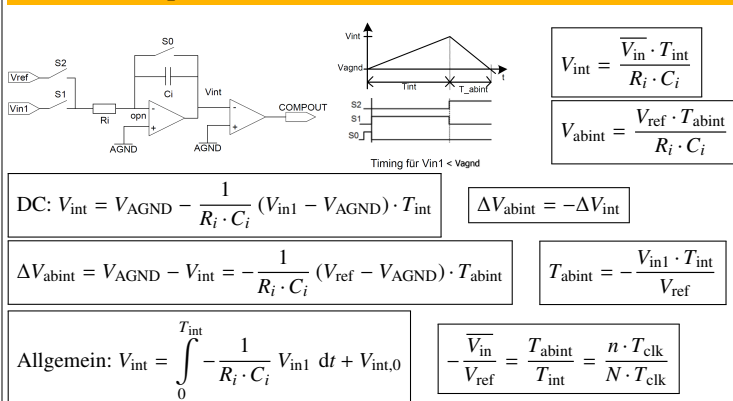 S0
S2
Vref
Ci
Vint
S1
Vin1
Ri
opn
-
+
AGND
-
+
AGND
COMPOUT
Vint
Vagnd
t
Tint
T_abint
S2
S1
S0
Timing für Vin1 < Vagnd
V_int = \overline{V_in} · T_int / (R_i · C_i)
V_abint = V_ref · T_abint / (R_i · C_i)
DC: V_int = V_AGND − 1/(R_i · C_i) (V_in1 − V_AGND) · T_int
ΔV_abint = −ΔV_int
ΔV_abint = V_AGND − V_int = − 1/(R_i · C_i) (V_ref − V_AGND) · T_abint
T_abint = − V_in1 · T_int / V_ref
Allgemein: V_int = ∫_0^{T_int} − 1/(R_i · C_i) V_in1 dt + V_int,0
− \overline{V_in} / V_ref = T_abint / T_int = n · T_clk / (N · T_clk)